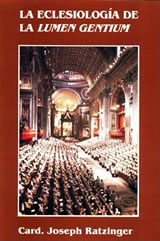 LA ECLESIOLOGÍA DE
LA LUMEN GENTIUM
Card. Joseph Ratzinger